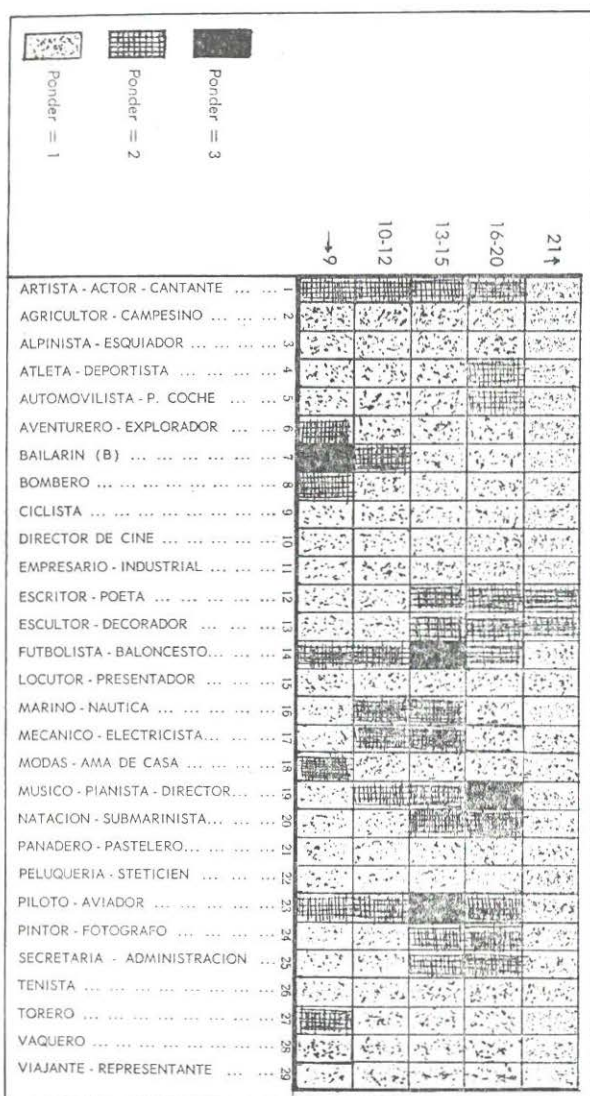 Ponder = 1
Ponder = 2
Ponder = 3
→9
10-12
13-15
16-20
21↑
ARTISTA - ACTOR - CANTANTE ... ... 1
AGRICULTOR - CAMPESINO ... ... ... 2
ALPINISTA - ESQUIADOR ... ... ... ... 3
ATLETA - DEPORTISTA ... ... ... ... 4
AUTOMOVILISTA - P. COCHE ... ... 5
AVENTURERO - EXPLORADOR ... ... 6
BAILARIN (B) ... ... ... ... ... ... ... 7
BOMBERO ... ... ... ... ... ... ... ... 8
CICLISTA ... ... ... ... ... ... ... ... ... 9
DIRECTOR DE CINE ... ... ... ... ... 10
EMPRESARIO - INDUSTRIAL ... ... ... 11
ESCRITOR - POETA ... ... ... ... ... 12
ESCULTOR - DECORADOR ... ... ... 13
FUTBOLISTA - BALONCESTO... ... ... 14
LOCUTOR - PRESENTADOR ... ... ... 15
MARINO - NAUTICA ... ... ... ... ... 16
MECANICO - ELECTRICISTA... ... ... 17
MODAS - AMA DE CASA ... ... ... ... 18
MUSICO - PIANISTA - DIRECTOR... ... 19
NATACION - SUBMARINISTA... ... ... 20
PANADERO - PASTELERO... ... ... ... 21
PELUQUERIA - STETICIEN ... ... ... 22
PILOTO - AVIADOR ... ... ... ... ... 23
PINTOR - FOTOGRAFO ... ... ... ... 24
SECRETARIA - ADMINISTRACION ... 25
TENISTA ... ... ... ... ... ... ... ... ... 26
TORERO ... ... ... ... ... ... ... ... ... 27
VAQUERO ... ... ... ... ... ... ... ... 28
VIAJANTE - REPRESENTANTE ... ... 29